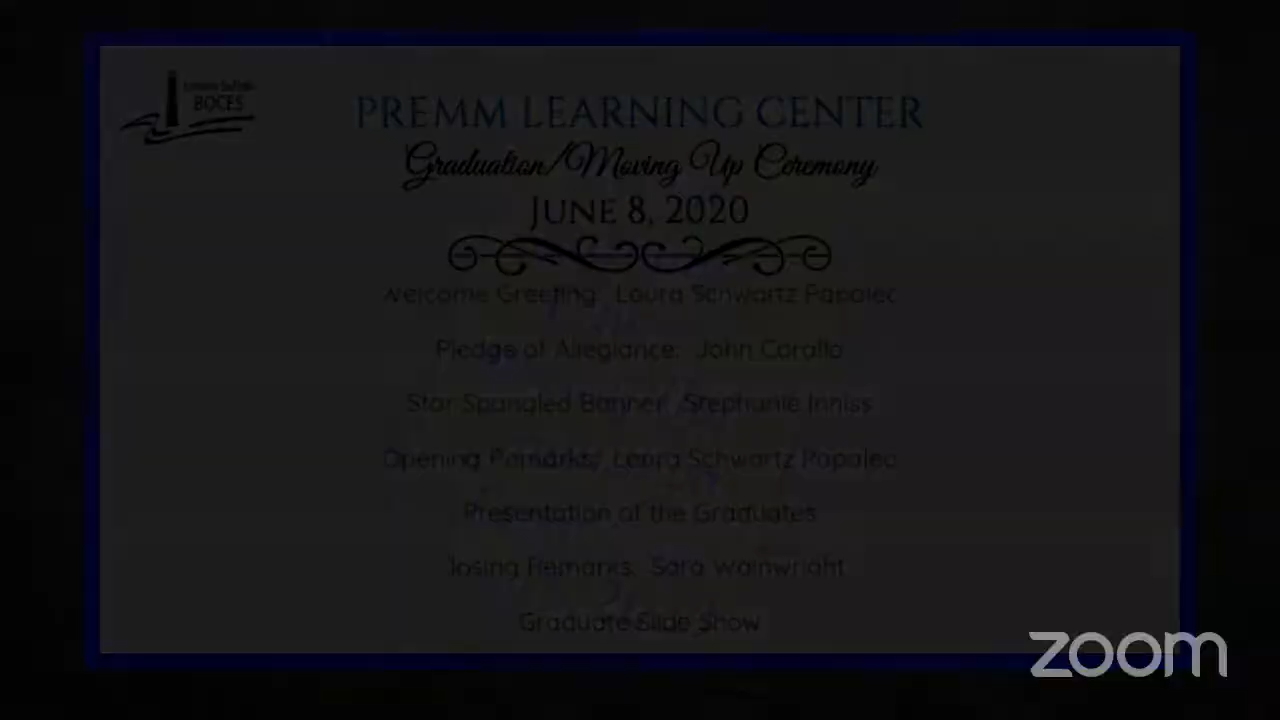 BOCES
PREMM LEARNING CENTER
Graduation/Moving Up Ceremony
JUNE 8, 2020
Welcome Greeting: Laura Schwartz Papalec
Pledge of Allegiance: John Corallo
Star Spangled Banner: Stephanie Inniss
Opening Remarks: Laura Schwartz Papalec
Presentation of the Graduates
Closing Remarks: Sara Wainwright
Graduate Slide Show
zoom